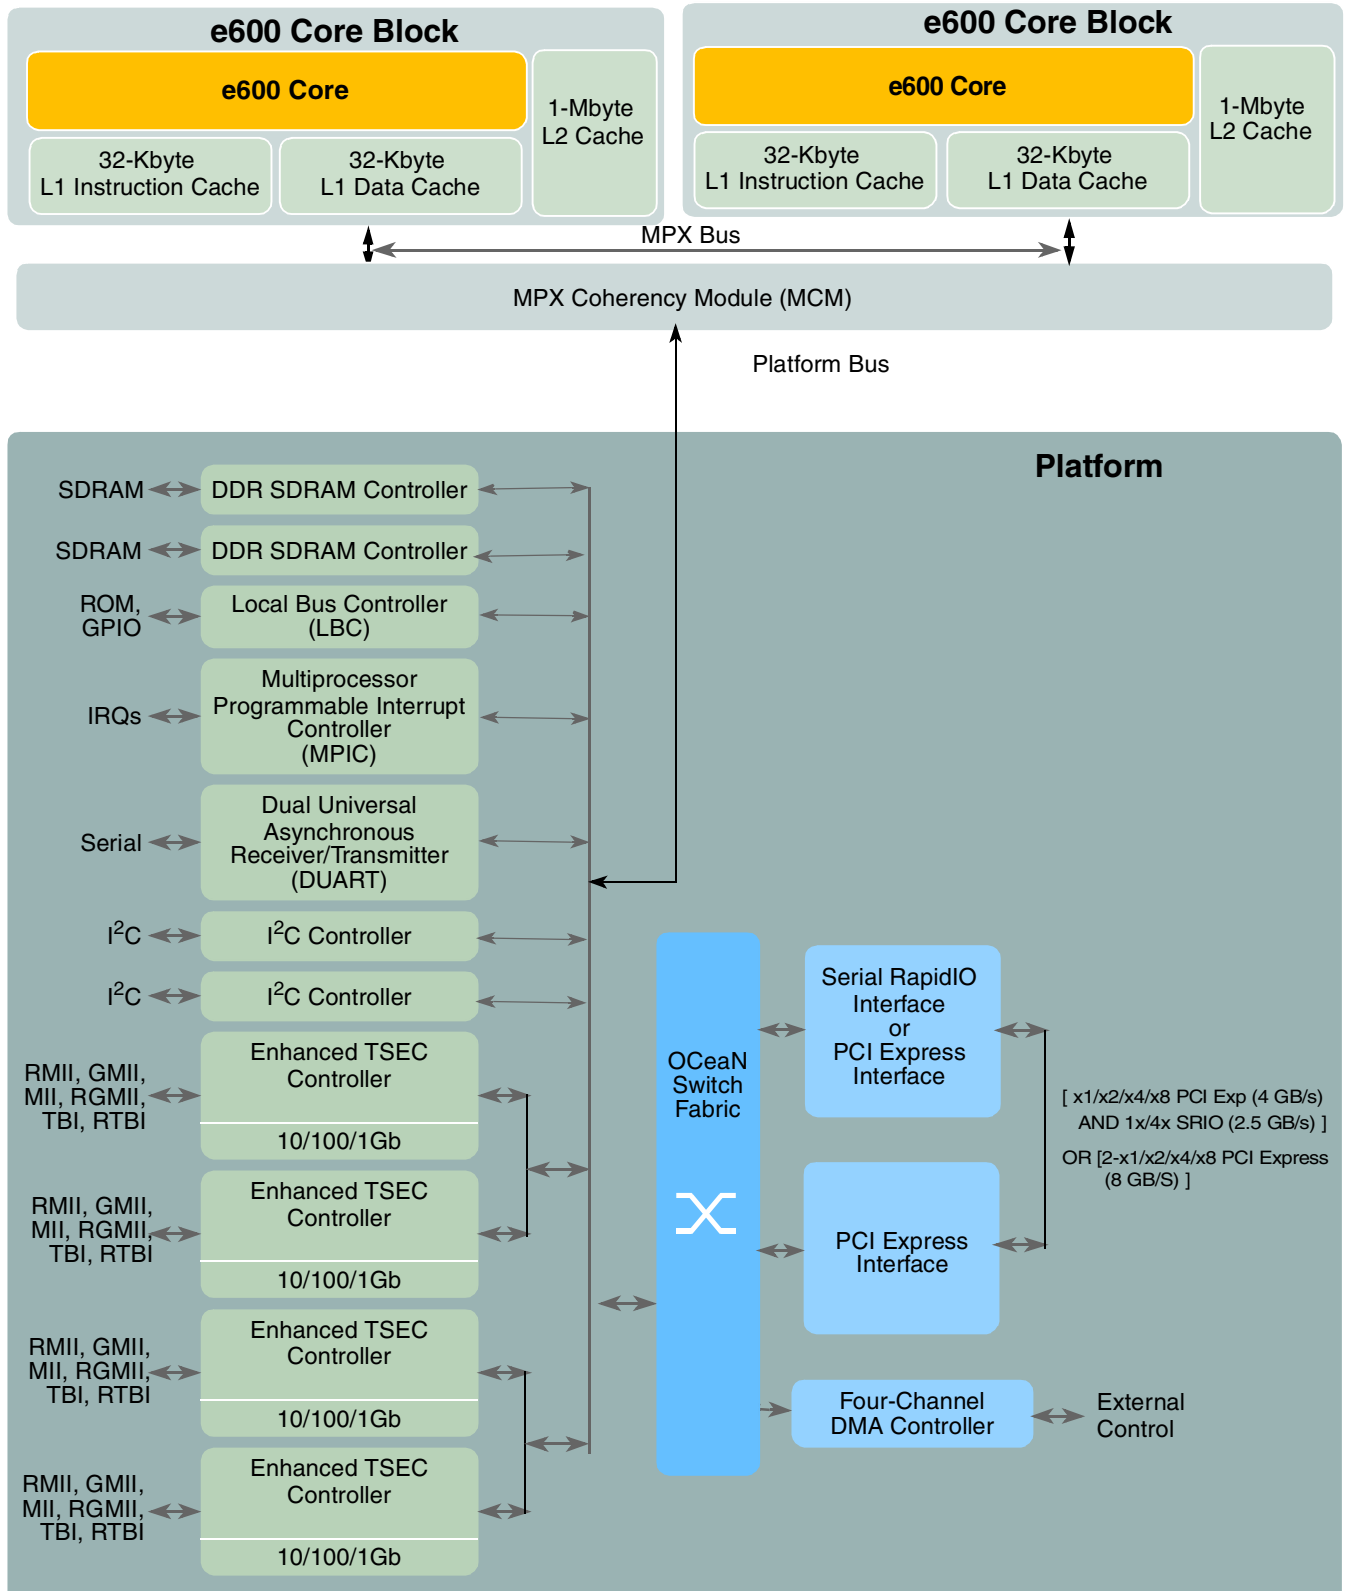 e600 Core Block
e600 Core
1-Mbyte
L2 Cache
32-Kbyte
L1 Instruction Cache
32-Kbyte
L1 Data Cache
e600 Core Block
e600 Core
1-Mbyte
L2 Cache
32-Kbyte
L1 Instruction Cache
32-Kbyte
L1 Data Cache
MPX Bus
MPX Coherency Module (MCM)
Platform Bus
Platform
SDRAM
DDR SDRAM Controller
SDRAM
DDR SDRAM Controller
ROM,
GPIO
Local Bus Controller
(LBC)
IRQs
Multiprocessor
Programmable Interrupt
Controller
(MPIC)
Serial
Dual Universal
Asynchronous
Receiver/Transmitter
(DUART)
I²C
I²C Controller
I²C
I²C Controller
RMII, GMII,
MII, RGMII,
TBI, RTBI
Enhanced TSEC
Controller
10/100/1Gb
RMII, GMII,
MII, RGMII,
TBI, RTBI
Enhanced TSEC
Controller
10/100/1Gb
RMII, GMII,
MII, RGMII,
TBI, RTBI
Enhanced TSEC
Controller
10/100/1Gb
RMII, GMII,
MII, RGMII,
TBI, RTBI
Enhanced TSEC
Controller
10/100/1Gb
OCeaN
Switch
Fabric
Serial RapidIO
Interface
or
PCI Express
Interface
[ x1/x2/x4/x8 PCI Exp (4 GB/s)
AND 1x/4x SRIO (2.5 GB/s) ]
OR [2-x1/x2/x4/x8 PCI Express
(8 GB/S) ]
PCI Express
Interface
Four-Channel
DMA Controller
External
Control